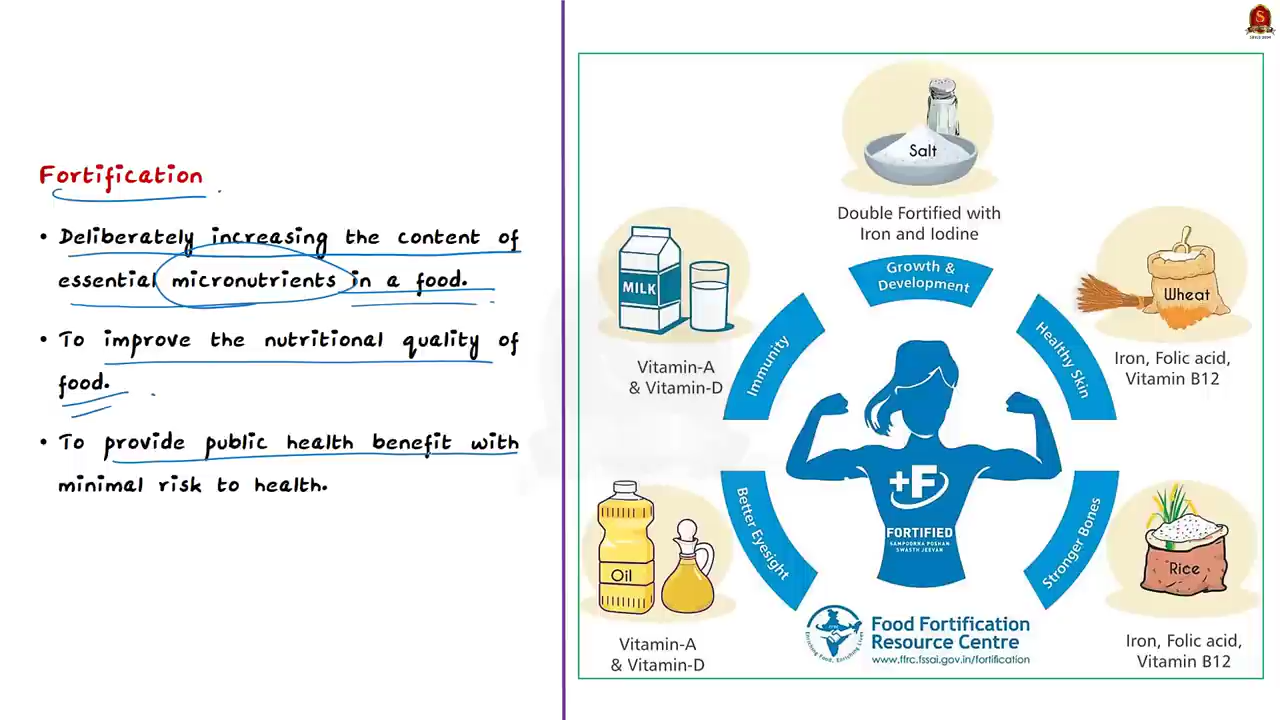 Fortification
• Deliberately increasing the content of
essential micronutrients in a food.
• To improve the nutritional quality of
food.
• To provide public health benefit with
minimal risk to health.
Salt
Double Fortified with
Iron and Iodine
MILK
Vitamin-A
& Vitamin-D
Wheat
Iron, Folic acid,
Vitamin B12
Oil
Vitamin-A
& Vitamin-D
Rice
Iron, Folic acid,
Vitamin B12
Growth &
Development
Immunity
Healthy Skin
Better Eyesight
Stronger Bones
+F
FORTIFIED
SAMPOORNA POSHAN
SWASTH JEEVAN
Food Fortification
Resource Centre
www.ffrc.fssai.gov.in/fortification
Enriching Food, Enriching Lives
S